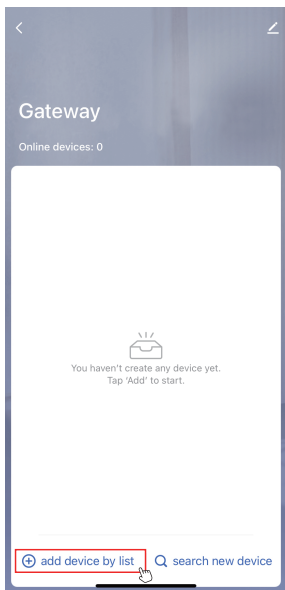 Gateway
Online devices: 0
You haven't create any device yet.
Tap 'Add' to start.
add device by list
search new device